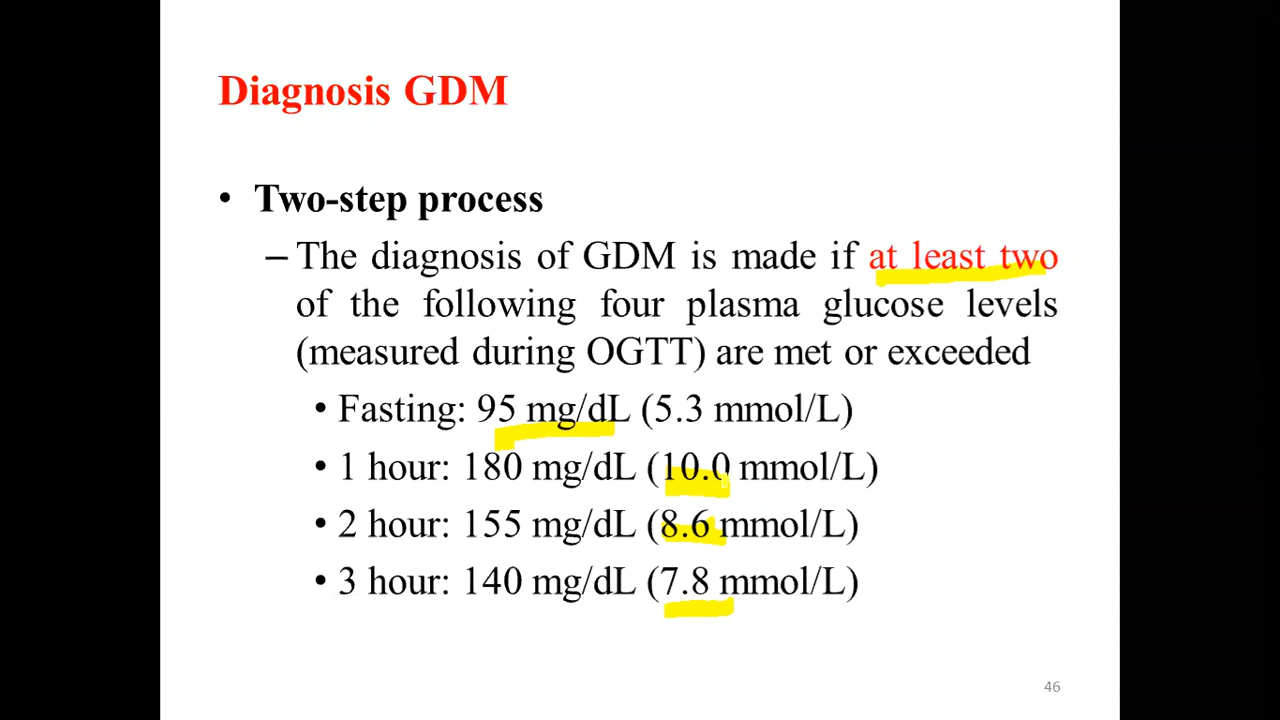 Diagnosis GDM
• Two-step process
– The diagnosis of GDM is made if at least two
of the following four plasma glucose levels
(measured during OGTT) are met or exceeded
• Fasting: 95 mg/dL (5.3 mmol/L)
• 1 hour: 180 mg/dL (10.0 mmol/L)
• 2 hour: 155 mg/dL (8.6 mmol/L)
• 3 hour: 140 mg/dL (7.8 mmol/L)
46